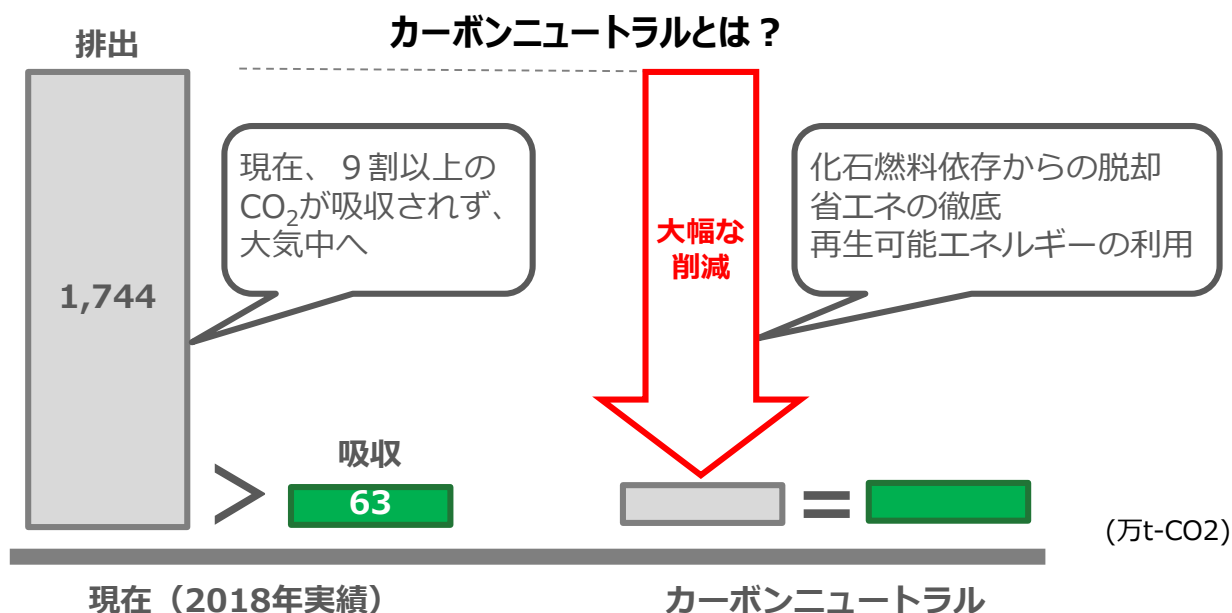 カーボンニュートラルとは？
排出
現在、９割以上の
CO2が吸収されず、
大気中へ
1,744
大幅な
削減
化石燃料依存からの脱却
省エネの徹底
再生可能エネルギーの利用
>
吸収
63
=
(万t-CO2)
現在（2018年実績）
カーボンニュートラル